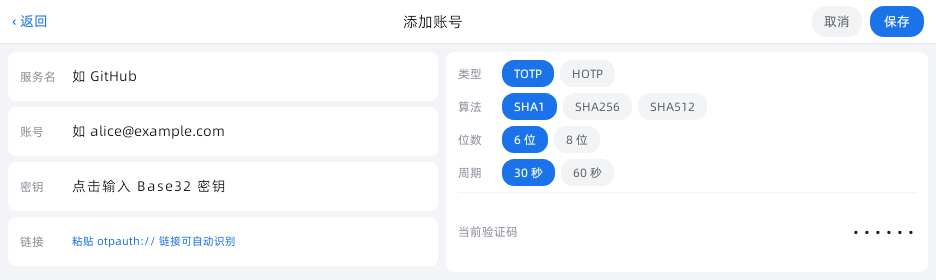 ‹ 返回
添加账号
取消
保存
服务名 如 GitHub
账号 如 alice@example.com
密钥 点击输入 Base32 密钥
链接 粘贴 otpauth:// 链接可自动识别
类型 TOTP HOTP
算法 SHA1 SHA256 SHA512
位数 6 位 8 位
周期 30 秒 60 秒
当前验证码 • • • • • •